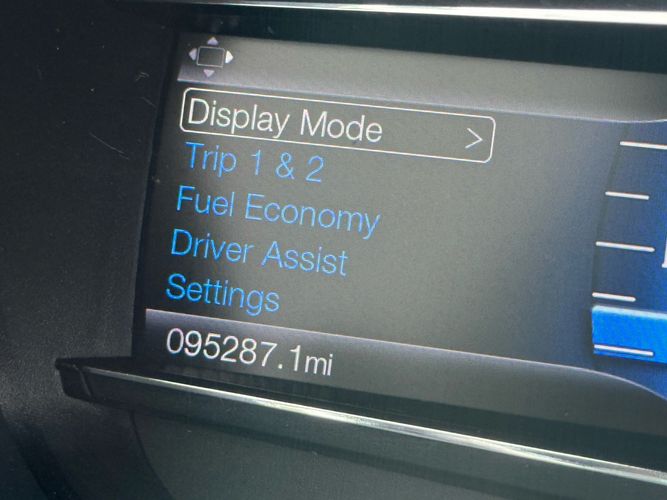 Display Mode >
Trip 1 & 2
Fuel Economy
Driver Assist
Settings
095287.1mi